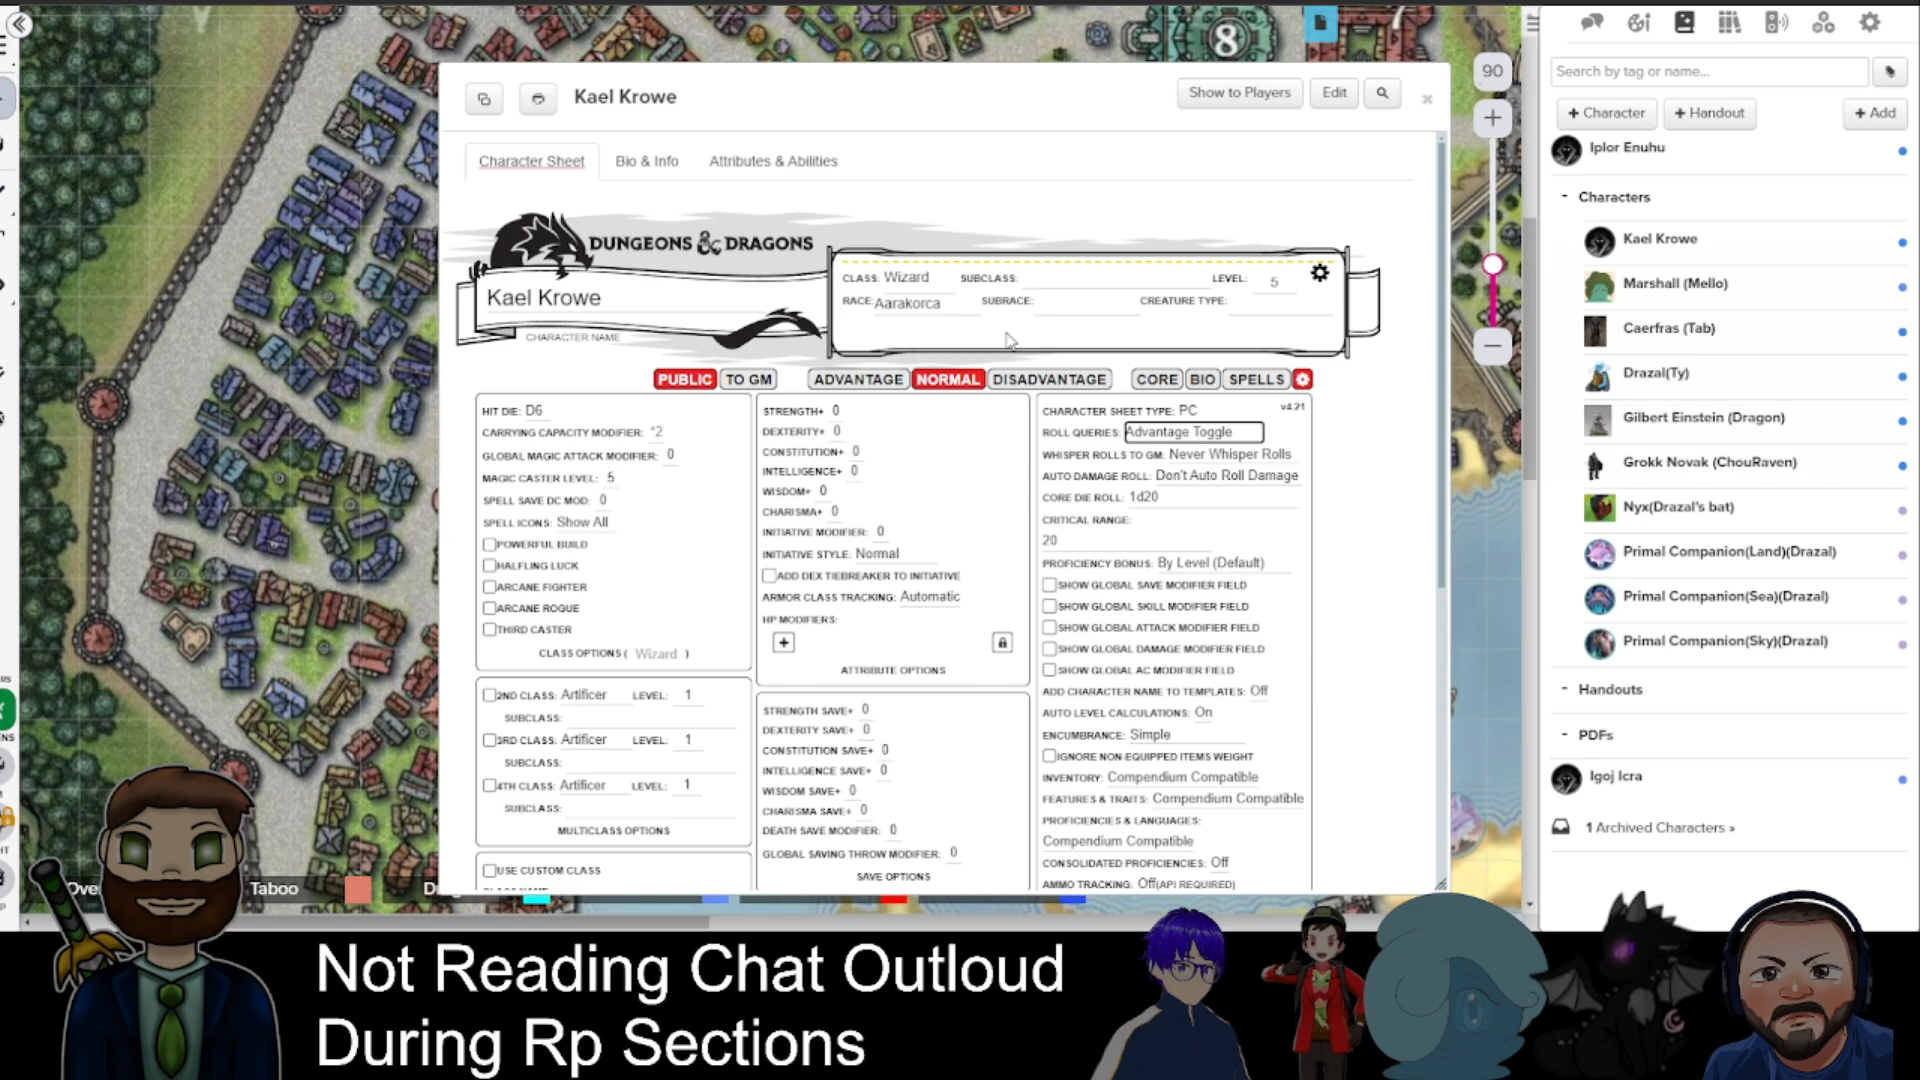 8
Kael Krowe
Show to Players
Edit
90
Search by tag or name...
+ Character
+ Handout
+ Add
Character Sheet
Bio & Info
Attributes & Abilities
DUNGEONS & DRAGONS
Kael Krowe
CHARACTER NAME
CLASS: Wizard SUBCLASS: LEVEL: 5
RACE: Aarakorca SUBRACE: CREATURE TYPE:
PUBLIC TO GM ADVANTAGE NORMAL DISADVANTAGE CORE BIO SPELLS
HIT DIE: D6
CARRYING CAPACITY MODIFIER: *2
GLOBAL MAGIC ATTACK MODIFIER: 0
MAGIC CASTER LEVEL: 5
SPELL SAVE DC MOD: 0
SPELL ICONS: Show All
POWERFUL BUILD
HALFLING LUCK
ARCANE FIGHTER
ARCANE ROGUE
THIRD CASTER
CLASS OPTIONS ( Wizard )
2ND CLASS: Artificer LEVEL: 1
SUBCLASS:
3RD CLASS: Artificer LEVEL: 1
SUBCLASS:
4TH CLASS: Artificer LEVEL: 1
SUBCLASS:
MULTICLASS OPTIONS
USE CUSTOM CLASS
STRENGTH+ 0
DEXTERITY+ 0
CONSTITUTION+ 0
INTELLIGENCE+ 0
WISDOM+ 0
CHARISMA+ 0
INITIATIVE MODIFIER: 0
INITIATIVE STYLE: Normal
ADD DEX TIEBREAKER TO INITIATIVE
ARMOR CLASS TRACKING: Automatic
HP MODIFIERS:
ATTRIBUTE OPTIONS
STRENGTH SAVE+ 0
DEXTERITY SAVE+ 0
CONSTITUTION SAVE+ 0
INTELLIGENCE SAVE+ 0
WISDOM SAVE+ 0
CHARISMA SAVE+ 0
DEATH SAVE MODIFIER: 0
GLOBAL SAVING THROW MODIFIER: 0
SAVE OPTIONS
CHARACTER SHEET TYPE: PC v4.21
ROLL QUERIES: Advantage Toggle
WHISPER ROLLS TO GM: Never Whisper Rolls
AUTO DAMAGE ROLL: Don't Auto Roll Damage
CORE DIE ROLL: 1d20
CRITICAL RANGE:
20
PROFICIENCY BONUS: By Level (Default)
SHOW GLOBAL SAVE MODIFIER FIELD
SHOW GLOBAL SKILL MODIFIER FIELD
SHOW GLOBAL ATTACK MODIFIER FIELD
SHOW GLOBAL DAMAGE MODIFIER FIELD
SHOW GLOBAL AC MODIFIER FIELD
ADD CHARACTER NAME TO TEMPLATES: Off
AUTO LEVEL CALCULATIONS: On
ENCUMBRANCE: Simple
IGNORE NON-EQUIPPED ITEMS WEIGHT
INVENTORY: Compendium Compatible
FEATURES & TRAITS: Compendium Compatible
PROFICIENCIES & LANGUAGES:
Compendium Compatible
CONSOLIDATED PROFICIENCIES: Off
AMMO TRACKING: Off(API REQUIRED)
Iplor Enuhu
Characters
Kael Krowe
Marshall (Mello)
Caerfras (Tab)
Drazal(Ty)
Gilbert Einstein (Dragon)
Grokk Novak (ChouRaven)
Nyx(Drazal's bat)
Primal Companion(Land)(Drazal)
Primal Companion(Sea)(Drazal)
Primal Companion(Sky)(Drazal)
Handouts
PDFs
Igoj Icra
1 Archived Characters »
Taboo
Not Reading Chat Outloud
During Rp Sections